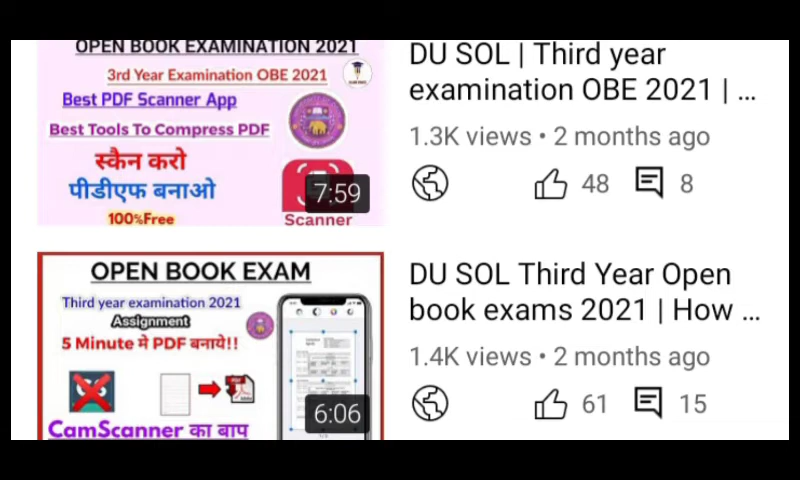 OPEN BOOK EXAMINATION 2021
3rd Year Examination OBE 2021
Best PDF Scanner App
Best Tools To Compress PDF
स्कैन करो
पीडीएफ बनाओ
100%Free
7:59
Scanner
DU SOL | Third year
examination OBE 2021 | ...
1.3K views • 2 months ago
48
8
OPEN BOOK EXAM
Third year examination 2021
Assignment
5 Minute मे PDF बनाये!!
CamScanner का बाप
6:06
DU SOL Third Year Open
book exams 2021 | How ...
1.4K views • 2 months ago
61
15